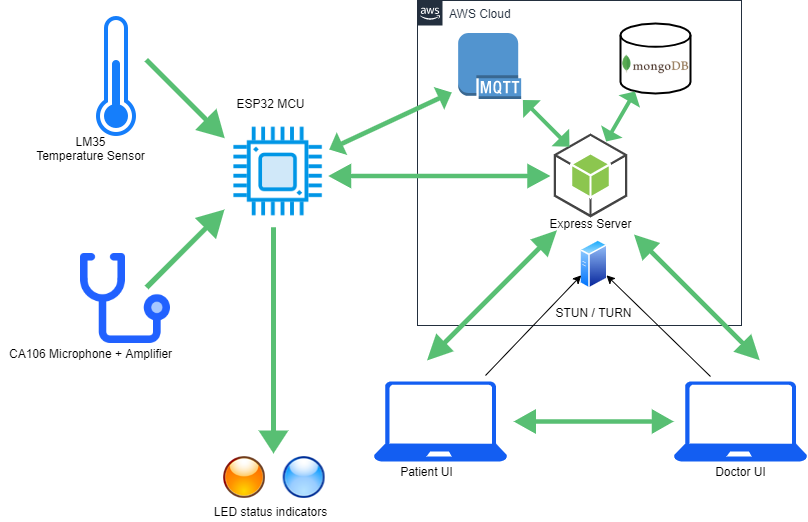 aws
AWS Cloud
MQTT
mongoDB
ESP32 MCU
LM35
Temperature Sensor
Express Server
STUN / TURN
CA106 Microphone + Amplifier
Patient UI
Doctor UI
LED status indicators